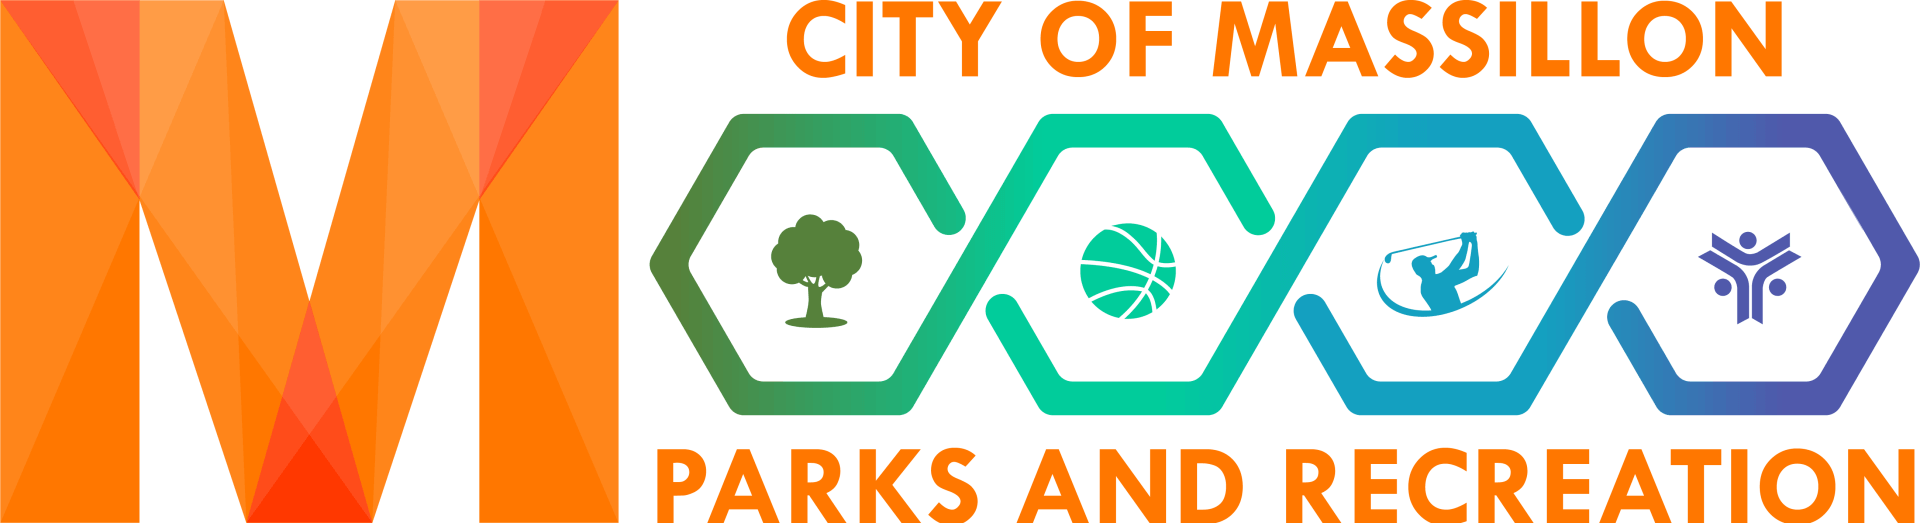 M
CITY OF MASSILLON
PARKS AND RECREATION